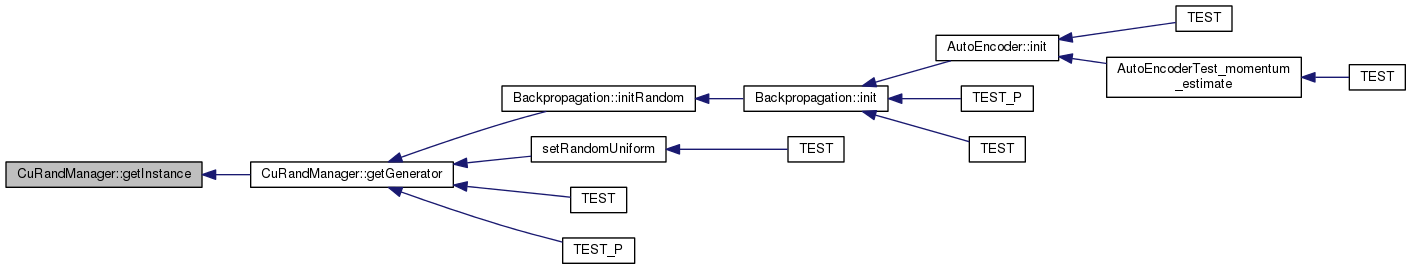 TEST
AutoEncoder::init
AutoEncoderTest_momentum
_estimate
TEST
Backpropagation::initRandom
Backpropagation::init
TEST_P
setRandomUniform
TEST
TEST
CuRandManager::getInstance
CuRandManager::getGenerator
TEST
TEST_P